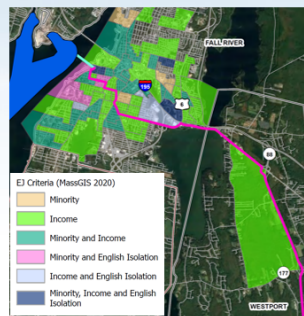 FALL RIVER
195
6
88
EJ Criteria (MassGIS 2020)
Minority
Income
Minority and Income
Minority and English Isolation
Income and English Isolation
Minority, Income and English
Isolation
177
WESTPORT